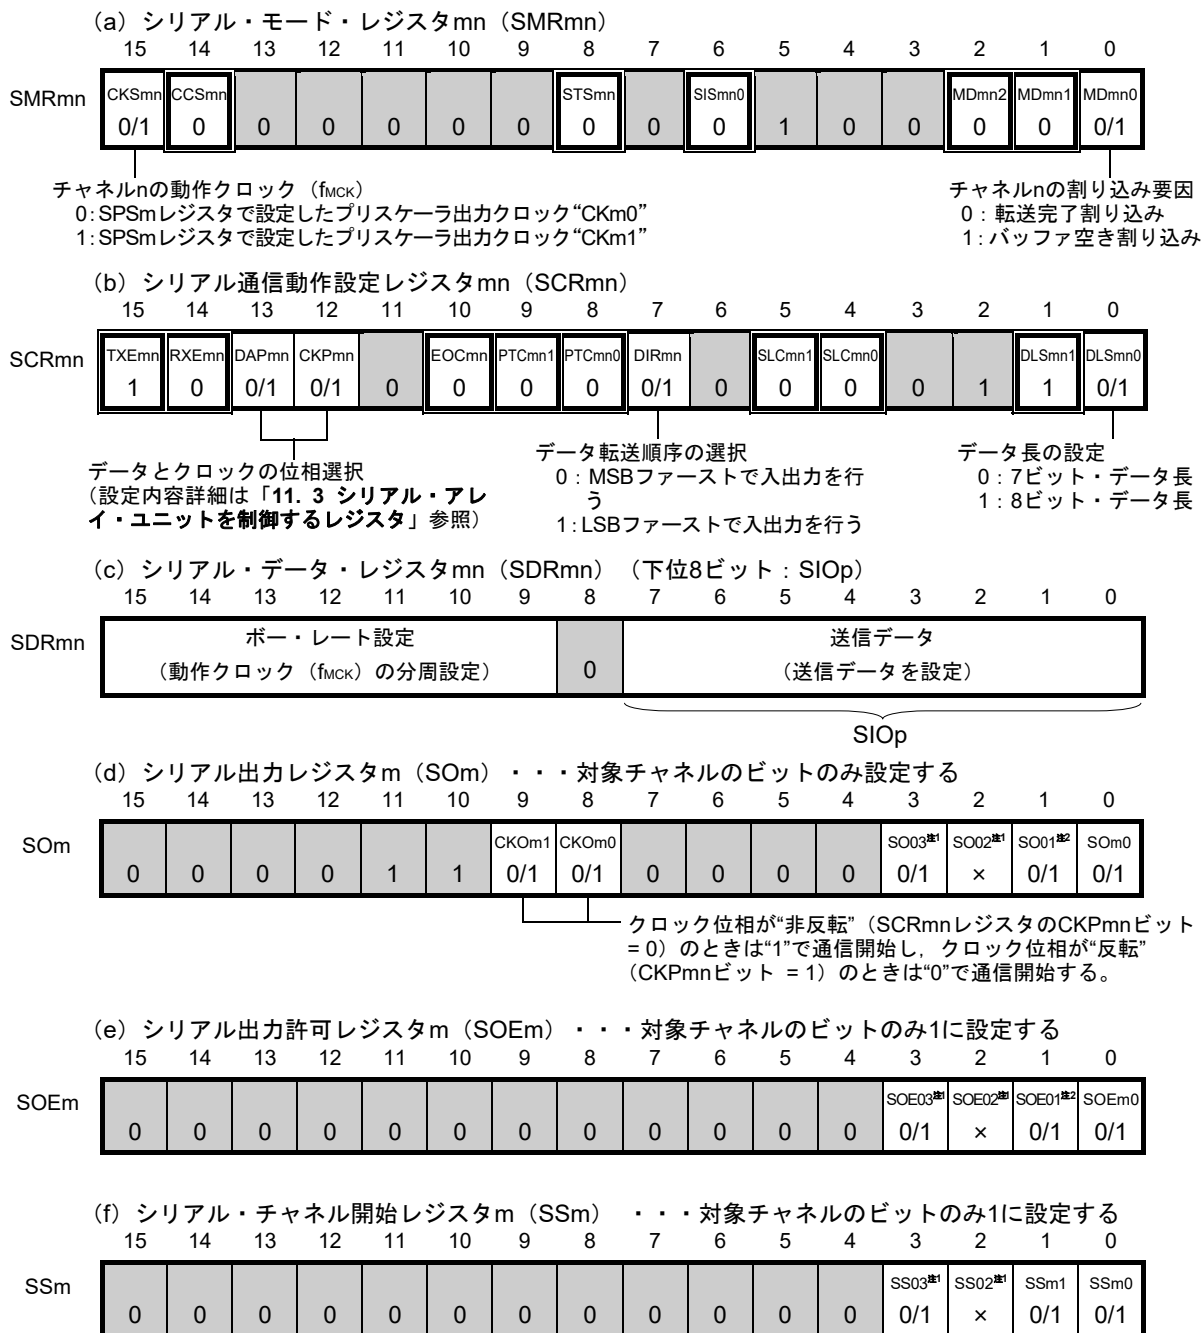 (a) シリアル・モード・レジスタmn (SMRmn)
15 14 13 12 11 10 9 8 7 6 5 4 3 2 1 0
SMRmn CKSmn CCSmn STSmn SISmn0 MDmn2 MDmn1 MDmn0
0/1 0 0 0 0 0 0 0 0 0 1 0 0 0 0 0/1
チャネルnの動作クロック (fMCK)
0:SPSmレジスタで設定したプリスケーラ出力クロック“CKm0”
1:SPSmレジスタで設定したプリスケーラ出力クロック“CKm1”
チャネルnの割り込み要因
0:転送完了割り込み
1:バッファ空き割り込み
(b) シリアル通信動作設定レジスタmn (SCRmn)
15 14 13 12 11 10 9 8 7 6 5 4 3 2 1 0
SCRmn TXEmn RXEmn DAPmn CKPmn EOCmn PTCmn1 PTCmn0 DIRmn SLCmn1 SLCmn0 DLSmn1 DLSmn0
1 0 0/1 0/1 0 0 0 0 0/1 0 0 0 0 1 1 0/1
データとクロックの位相選択
(設定内容詳細は「11. 3 シリアル・アレ
イ・ユニットを制御するレジスタ」参照)
データ転送順序の選択
0:MSBファーストで入出力を行
う
1:LSBファーストで入出力を行う
データ長の設定
0:7ビット・データ長
1:8ビット・データ長
(c) シリアル・データ・レジスタmn (SDRmn) (下位8ビット:SIOp)
15 14 13 12 11 10 9 8 7 6 5 4 3 2 1 0
SDRmn ボー・レート設定 送信データ
(動作クロック (fMCK) の分周設定) 0 (送信データを設定)
SIOp
(d) シリアル出力レジスタm (SOm) ・・・対象チャネルのビットのみ設定する
15 14 13 12 11 10 9 8 7 6 5 4 3 2 1 0
SOm CKOm1 CKOm0 SO03注1 SO02注1 SO01注2 SOm0
0 0 0 0 1 1 0/1 0/1 0 0 0 0 0/1 × 0/1 0/1
クロック位相が“非反転” (SCRmnレジスタのCKPmnビット
= 0) のときは“1”で通信開始し, クロック位相が“反転”
(CKPmnビット = 1) のときは“0”で通信開始する。
(e) シリアル出力許可レジスタm (SOEm) ・・・対象チャネルのビットのみ1に設定する
15 14 13 12 11 10 9 8 7 6 5 4 3 2 1 0
SOEm SOE03注1 SOE02注1 SOE01注2 SOEm0
0 0 0 0 0 0 0 0 0 0 0 0 0/1 × 0/1 0/1
(f) シリアル・チャネル開始レジスタm (SSm) ・・・対象チャネルのビットのみ1に設定する
15 14 13 12 11 10 9 8 7 6 5 4 3 2 1 0
SSm SS03注1 SS02注1 SSm1 SSm0
0 0 0 0 0 0 0 0 0 0 0 0 0/1 × 0/1 0/1